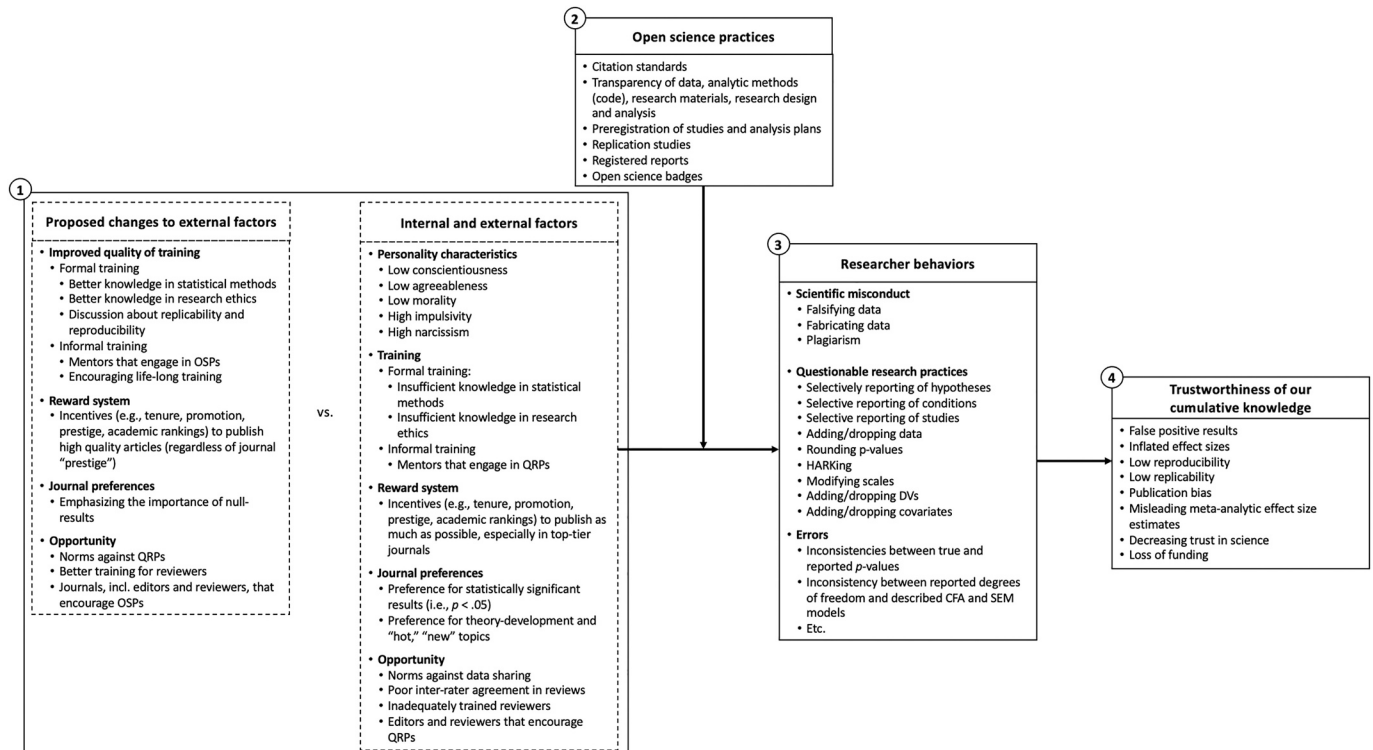 2
Open science practices
• Citation standards
• Transparency of data, analytic methods
(code), research materials, research design
and analysis
• Preregistration of studies and analysis plans
• Replication studies
• Registered reports
• Open science badges
1
Proposed changes to external factors
• Improved quality of training
• Formal training
• Better knowledge in statistical methods
• Better knowledge in research ethics
• Discussion about replicability and
reproducibility
• Informal training
• Mentors that engage in OSPs
• Encouraging life-long training
• Reward system
• Incentives (e.g., tenure, promotion,
prestige, academic rankings) to publish
high quality articles (regardless of journal
“prestige”)
• Journal preferences
• Emphasizing the importance of null-
results
• Opportunity
• Norms against QRPs
• Better training for reviewers
• Journals, incl. editors and reviewers, that
encourage OSPs
vs.
Internal and external factors
• Personality characteristics
• Low conscientiousness
• Low agreeableness
• Low morality
• High impulsivity
• High narcissism
• Training
• Formal training:
• Insufficient knowledge in statistical
methods
• Insufficient knowledge in research
ethics
• Informal training
• Mentors that engage in QRPs
• Reward system
• Incentives (e.g., tenure, promotion,
prestige, academic rankings) to publish as
much as possible, especially in top-tier
journals
• Journal preferences
• Preference for statistically significant
results (i.e., p < .05)
• Preference for theory-development and
“hot,” “new” topics
• Opportunity
• Norms against data sharing
• Poor inter-rater agreement in reviews
• Inadequately trained reviewers
• Editors and reviewers that encourage
QRPs
3
Researcher behaviors
• Scientific misconduct
• Falsifying data
• Fabricating data
• Plagiarism
• Questionable research practices
• Selectively reporting of hypotheses
• Selective reporting of conditions
• Selective reporting of studies
• Adding/dropping data
• Rounding p-values
• HARKing
• Modifying scales
• Adding/dropping DVs
• Adding/dropping covariates
• Errors
• Inconsistencies between true and
reported p-values
• Inconsistency between reported degrees
of freedom and described CFA and SEM
models
• Etc.
4
Trustworthiness of our
cumulative knowledge
• False positive results
• Inflated effect sizes
• Low reproducibility
• Low replicability
• Publication bias
• Misleading meta-analytic effect size
estimates
• Decreasing trust in science
• Loss of funding